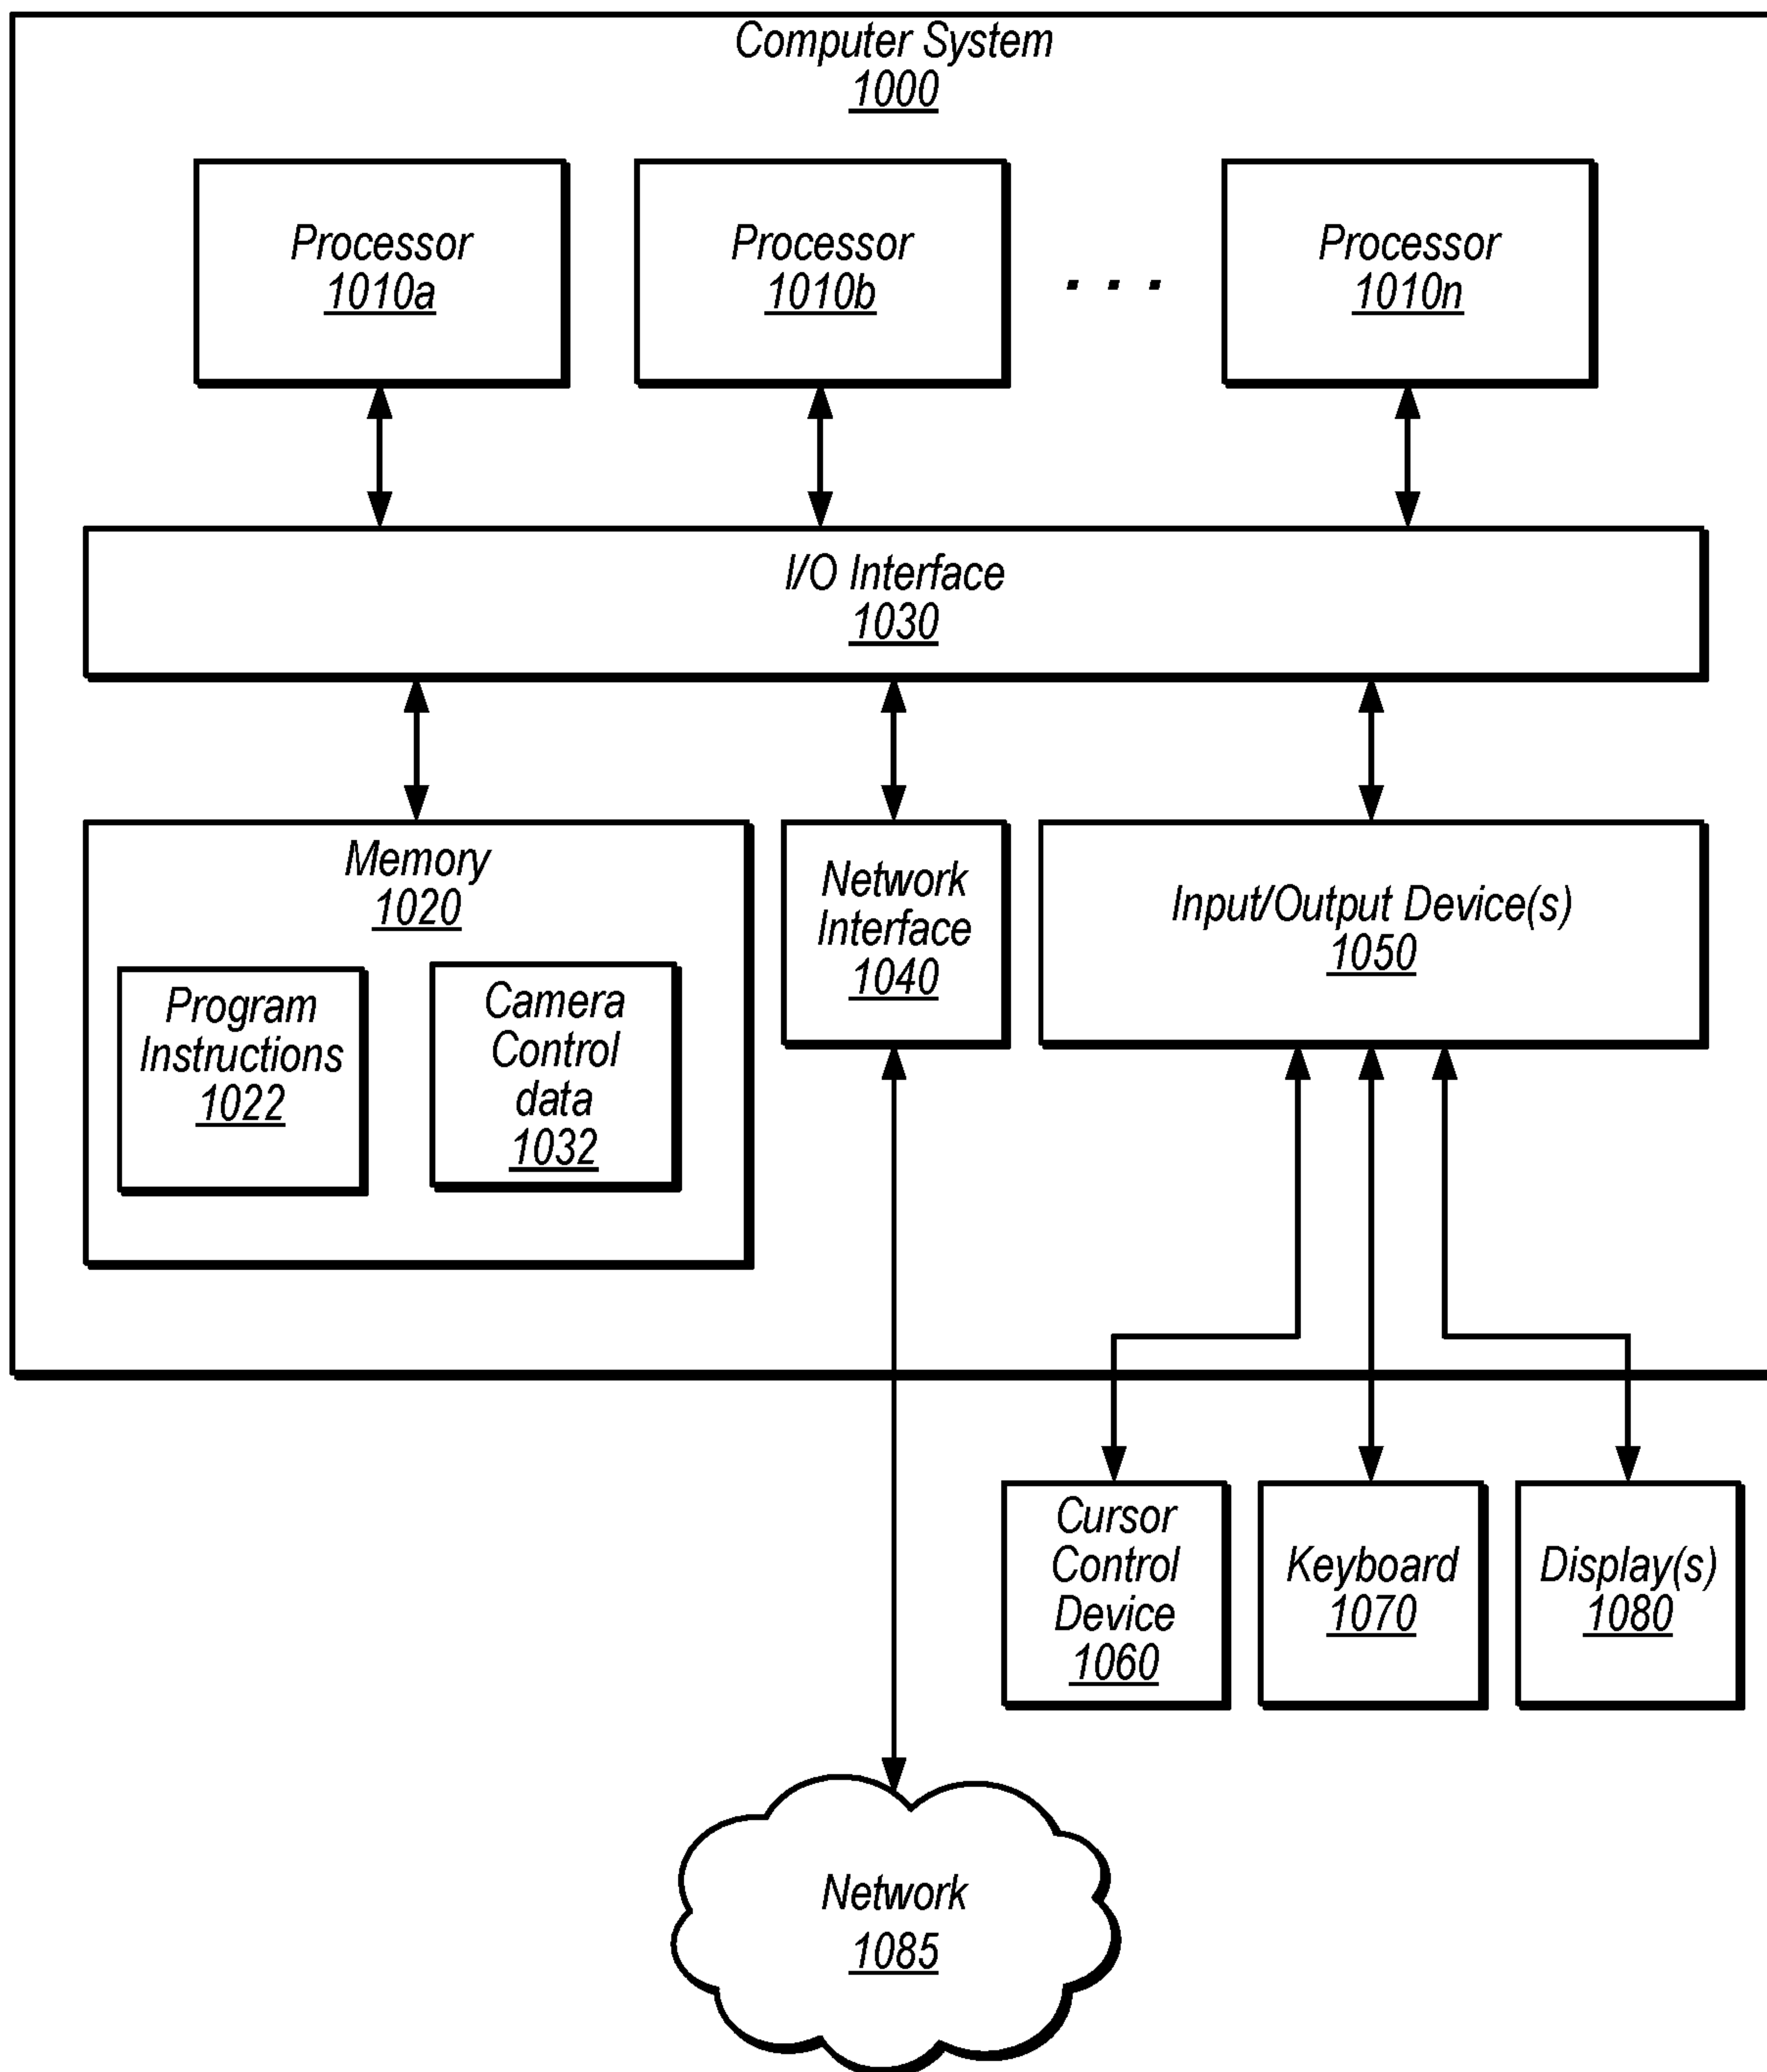 Computer System
1000
Processor
1010a
Processor
1010b
. . .
Processor
1010n
I/O Interface
1030
Memory
1020
Program
Instructions
1022
Camera
Control
data
1032
Network
Interface
1040
Input/Output Device(s)
1050
Cursor
Control
Device
1060
Keyboard
1070
Display(s)
1080
Network
1085